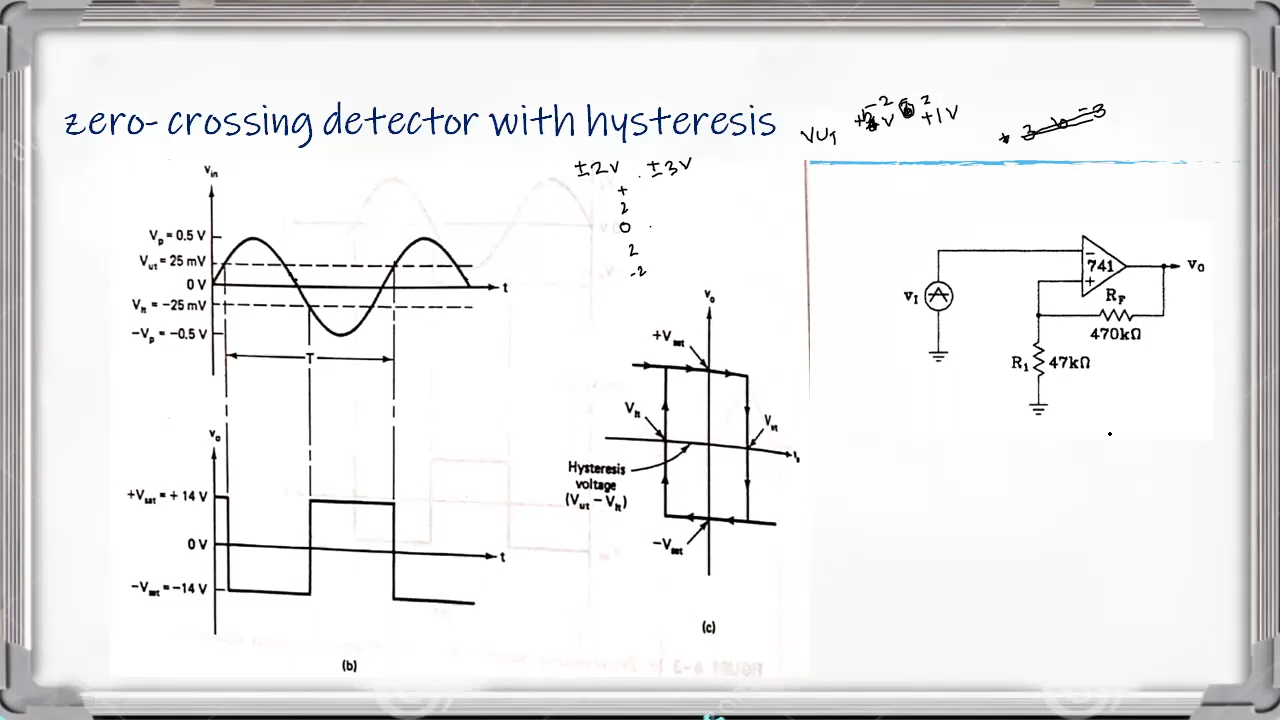 zero- crossing detector with hysteresis
±2V . ±3V
+
2
0
2
-2
+1V
-3
Vin
Vp = 0.5 V
Vut = 25 mV
0 V
Vlt = -25 mV
-Vp = -0.5 V
t
T
vo
+Vsat = + 14 V
0 V
-Vsat = -14 V
t
(b)
vo
+Vsat
Vlt
Vut
Hysteresis
voltage
(Vut - Vlt)
-Vsat
(c)
vI
-
741
+
vO
RF
470kΩ
R1
47kΩ